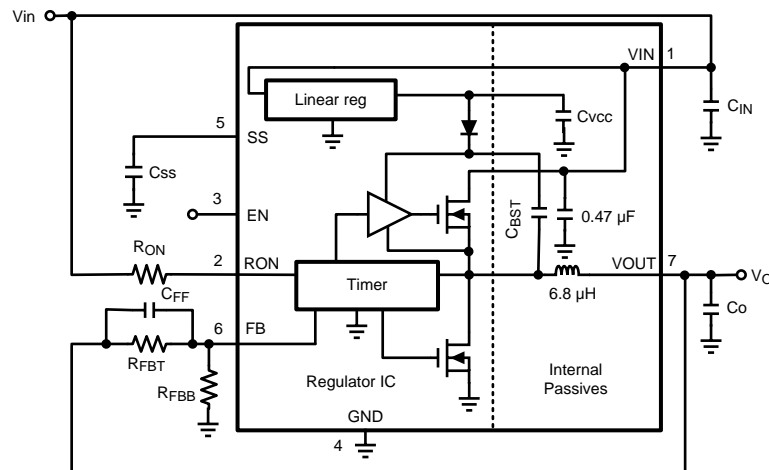 Vin
VIN 1
Linear reg
Cvcc
CIN
5
SS
Css
3
EN
CBST
0.47 µF
RON
2 RON
Timer
VOUT 7
VO
6.8 µH
CFF
Co
6 FB
RFBT
RFBB
Regulator IC
Internal
Passives
GND
4